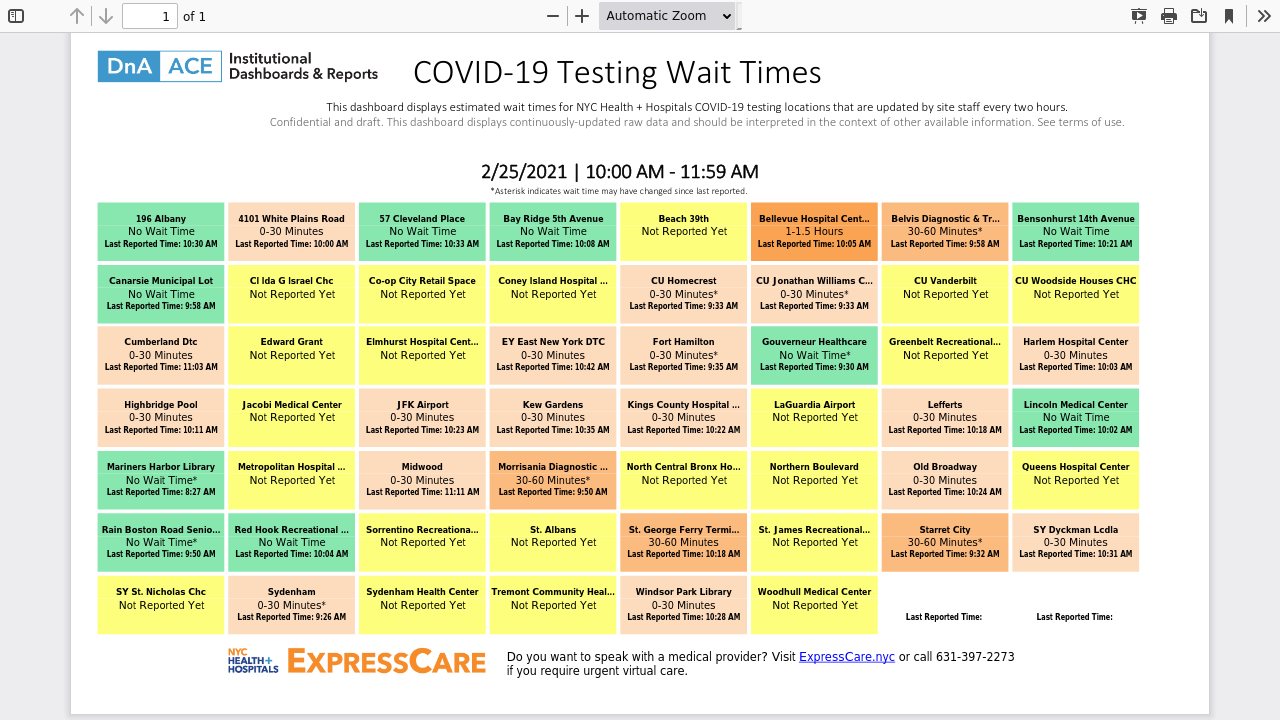 1 of 1 Automatic Zoom
DnA ACE Institutional
Dashboards & Reports
COVID-19 Testing Wait Times
This dashboard displays estimated wait times for NYC Health + Hospitals COVID-19 testing locations that are updated by site staff every two hours.
Confidential and draft. This dashboard displays continuously-updated raw data and should be interpreted in the context of other available information. See terms of use.
2/25/2021 | 10:00 AM - 11:59 AM
*Asterisk indicates wait time may have changed since last reported.
196 Albany
No Wait Time
Last Reported Time: 10:30 AM
4101 White Plains Road
0-30 Minutes
Last Reported Time: 10:00 AM
57 Cleveland Place
No Wait Time
Last Reported Time: 10:33 AM
Bay Ridge 5th Avenue
No Wait Time
Last Reported Time: 10:08 AM
Beach 39th
Not Reported Yet
Bellevue Hospital Cent...
1-1.5 Hours
Last Reported Time: 10:05 AM
Belvis Diagnostic & Tr...
30-60 Minutes*
Last Reported Time: 9:58 AM
Bensonhurst 14th Avenue
No Wait Time
Last Reported Time: 10:21 AM
Canarsie Municipal Lot
No Wait Time
Last Reported Time: 9:58 AM
CI Ida G Israel Chc
Not Reported Yet
Co-op City Retail Space
Not Reported Yet
Coney Island Hospital ...
Not Reported Yet
CU Homecrest
0-30 Minutes*
Last Reported Time: 9:33 AM
CU Jonathan Williams C...
0-30 Minutes*
Last Reported Time: 9:33 AM
CU Vanderbilt
Not Reported Yet
CU Woodside Houses CHC
Not Reported Yet
Cumberland Dtc
0-30 Minutes
Last Reported Time: 11:03 AM
Edward Grant
Not Reported Yet
Elmhurst Hospital Cent...
Not Reported Yet
EY East New York DTC
0-30 Minutes
Last Reported Time: 10:42 AM
Fort Hamilton
0-30 Minutes*
Last Reported Time: 9:35 AM
Gouverneur Healthcare
No Wait Time*
Last Reported Time: 9:30 AM
Greenbelt Recreational...
Not Reported Yet
Harlem Hospital Center
0-30 Minutes
Last Reported Time: 10:03 AM
Highbridge Pool
0-30 Minutes
Last Reported Time: 10:11 AM
Jacobi Medical Center
Not Reported Yet
JFK Airport
0-30 Minutes
Last Reported Time: 10:23 AM
Kew Gardens
0-30 Minutes
Last Reported Time: 10:35 AM
Kings County Hospital ...
0-30 Minutes
Last Reported Time: 10:22 AM
LaGuardia Airport
Not Reported Yet
Lefferts
0-30 Minutes
Last Reported Time: 10:18 AM
Lincoln Medical Center
No Wait Time
Last Reported Time: 10:02 AM
Mariners Harbor Library
No Wait Time*
Last Reported Time: 8:27 AM
Metropolitan Hospital ...
Not Reported Yet
Midwood
0-30 Minutes
Last Reported Time: 11:11 AM
Morrisania Diagnostic ...
30-60 Minutes*
Last Reported Time: 9:50 AM
North Central Bronx Ho...
Not Reported Yet
Northern Boulevard
Not Reported Yet
Old Broadway
0-30 Minutes
Last Reported Time: 10:24 AM
Queens Hospital Center
Not Reported Yet
Rain Boston Road Senio...
No Wait Time*
Last Reported Time: 9:50 AM
Red Hook Recreational ...
No Wait Time
Last Reported Time: 10:04 AM
Sorrentino Recreationa...
Not Reported Yet
St. Albans
Not Reported Yet
St. George Ferry Termi...
30-60 Minutes
Last Reported Time: 10:18 AM
St. James Recreational...
Not Reported Yet
Starret City
30-60 Minutes*
Last Reported Time: 9:32 AM
SY Dyckman Lcdla
0-30 Minutes
Last Reported Time: 10:31 AM
SY St. Nicholas Chc
Not Reported Yet
Sydenham
0-30 Minutes*
Last Reported Time: 9:26 AM
Sydenham Health Center
Not Reported Yet
Tremont Community Heal...
Not Reported Yet
Windsor Park Library
0-30 Minutes
Last Reported Time: 10:28 AM
Woodhull Medical Center
Not Reported Yet
Last Reported Time:
Last Reported Time:
NYC
HEALTH+
HOSPITALS
EXPRESSCARE
Do you want to speak with a medical provider? Visit ExpressCare.nyc or call 631-397-2273
if you require urgent virtual care.